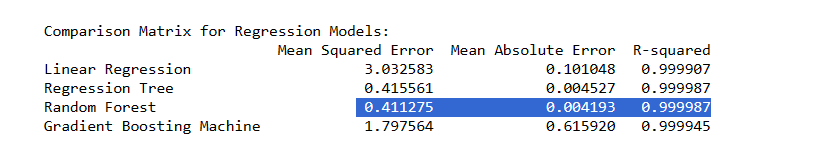 Comparison Matrix for Regression Models:
Mean Squared Error Mean Absolute Error R-squared
Linear Regression 3.032583 0.101048 0.999907
Regression Tree 0.415561 0.004527 0.999987
Random Forest 0.411275 0.004193 0.999987
Gradient Boosting Machine 1.797564 0.615920 0.999945